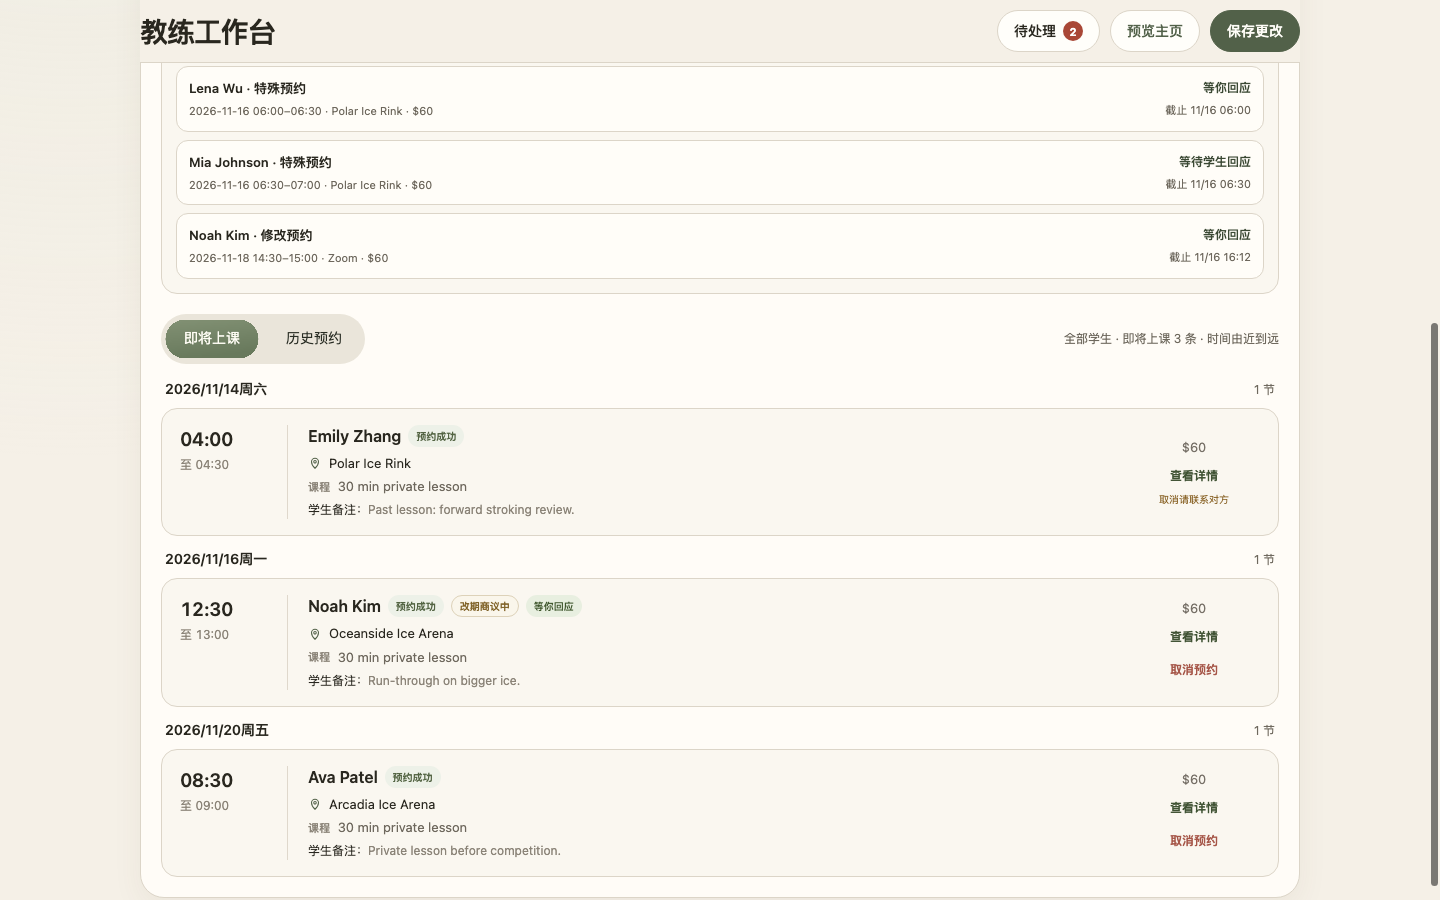 教练工作台
待处理 2
预览主页
保存更改
Lena Wu · 特殊预约
等你回应
2026-11-16 06:00–06:30 · Polar Ice Rink · $60
截止 11/16 06:00
Mia Johnson · 特殊预约
等待学生回应
2026-11-16 06:30–07:00 · Polar Ice Rink · $60
截止 11/16 06:30
Noah Kim · 修改预约
等你回应
2026-11-18 14:30–15:00 · Zoom · $60
截止 11/16 16:12
即将上课
历史预约
全部学生 · 即将上课 3 条 · 时间由近到远
2026/11/14周六
1 节
04:00
至 04:30
Emily Zhang 预约成功
Polar Ice Rink
课程 30 min private lesson
学生备注： Past lesson: forward stroking review.
$60
查看详情
取消请联系对方
2026/11/16周一
1 节
12:30
至 13:00
Noah Kim 预约成功 改期商议中 等你回应
Oceanside Ice Arena
课程 30 min private lesson
学生备注： Run-through on bigger ice.
$60
查看详情
取消预约
2026/11/20周五
1 节
08:30
至 09:00
Ava Patel 预约成功
Arcadia Ice Arena
课程 30 min private lesson
学生备注： Private lesson before competition.
$60
查看详情
取消预约